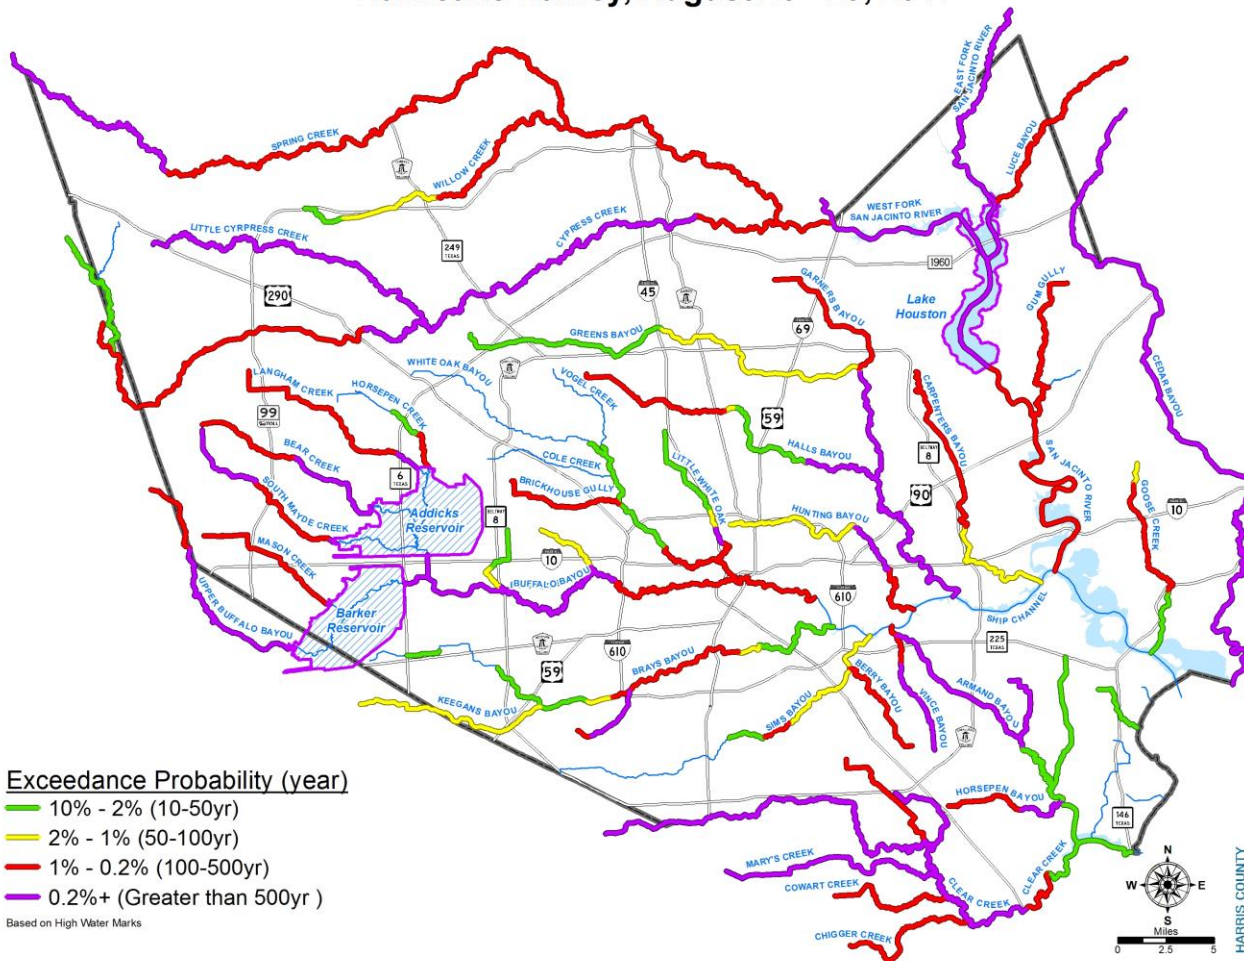 EAST FORK
SAN JACINTO RIVER
LUCE BAYOU
SPRING CREEK
WILLOW CREEK
WEST FORK
SAN JACINTO RIVER
LITTLE CYRPRESS CREEK
CYPRESS CREEK
249
TEXAS
1960
290
45
69
GARNERS BAYOU
GUM GULLY
Lake
Houston
GREENS BAYOU
WHITE OAK BAYOU
VOGEL CREEK
CEDAR BAYOU
LANGHAM CREEK
HORSEPEN CREEK
CARPENTERS BAYOU
99
59
BELTWAY
8
HALLS BAYOU
BEAR CREEK
COLE CREEK
LITTLE WHITE OAK
SAN JACINTO RIVER
6
TEXAS
BRICKHOUSE GULLY
90
GOOSE CREEK
10
SOUTH MAYDE CREEK
Addicks
Reservoir
BELTWAY
8
HUNTING BAYOU
MASON CREEK
10
BUFFALO BAYOU
610
SHIP CHANNEL
UPPER BUFFALO BAYOU
Barker
Reservoir
225
TEXAS
59
610
BRAYS BAYOU
BERRY BAYOU
VINCE BAYOU
ARMAND BAYOU
KEEGANS BAYOU
SIMS BAYOU
HORSEPEN BAYOU
146
TEXAS
MARY'S CREEK
COWART CREEK
CLEAR CREEK
CLEAR CREEK
CHIGGER CREEK
Exceedance Probability (year)
10% - 2% (10-50yr)
2% - 1% (50-100yr)
1% - 0.2% (100-500yr)
0.2%+ (Greater than 500yr )
Based on High Water Marks
N
W E
S
Miles
0 2.5 5
HARRIS COUNTY